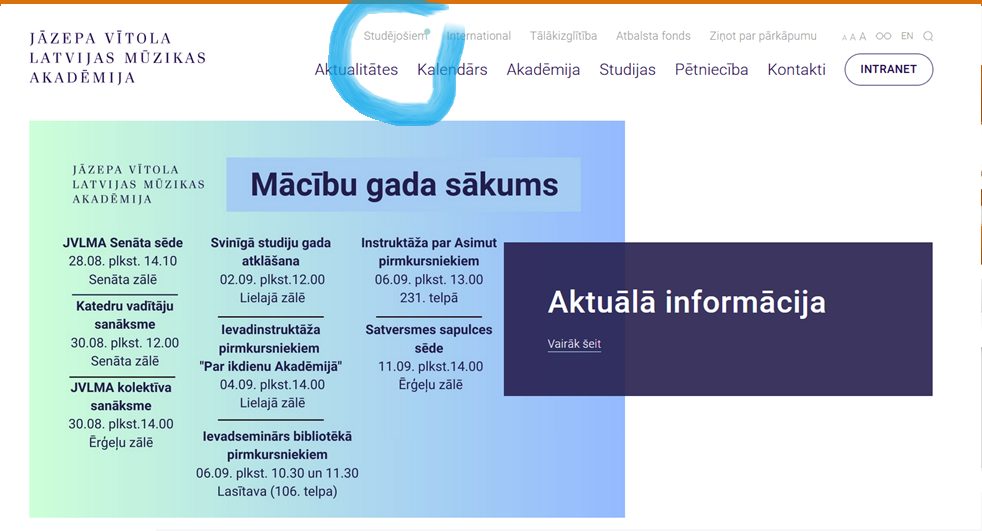 JĀZEPA VĪTOLA
LATVIJAS MŪZIKAS
AKADĒMIJA
Studējošiem International Tālākizglītība Atbalsta fonds Ziņot par pārkāpumu A A A EN
Aktualitātes Kalendārs Akadēmija Studijas Pētniecība Kontakti INTRANET
JĀZEPA VĪTOLA
LATVIJAS MŪZIKAS
AKADĒMIJA
Mācību gada sākums
JVLMA Senāta sēde
28.08. plkst. 14.10
Senāta zālē
Katedru vadītāju
sanāksme
30.08. plkst. 12.00
Senāta zālē
JVLMA kolektīva
sanāksme
30.08. plkst.14.00
Ērģeļu zālē
Svinīgā studiju gada
atklāšana
02.09. plkst.12.00
Lielajā zālē
Ievadinstruktāža
pirmkursniekiem
"Par ikdienu Akadēmijā"
04.09. plkst.14.00
Lielajā zālē
Ievadseminārs bibliotēkā
pirmkursniekiem
06.09. plkst. 10.30 un 11.30
Lasītava (106. telpa)
Instruktāža par Asimut
pirmkursniekiem
06.09. plkst. 13.00
231. telpā
Satversmes sapulces
sēde
11.09. plkst.14.00
Ērģeļu zālē
Aktuālā informācija
Vairāk šeit